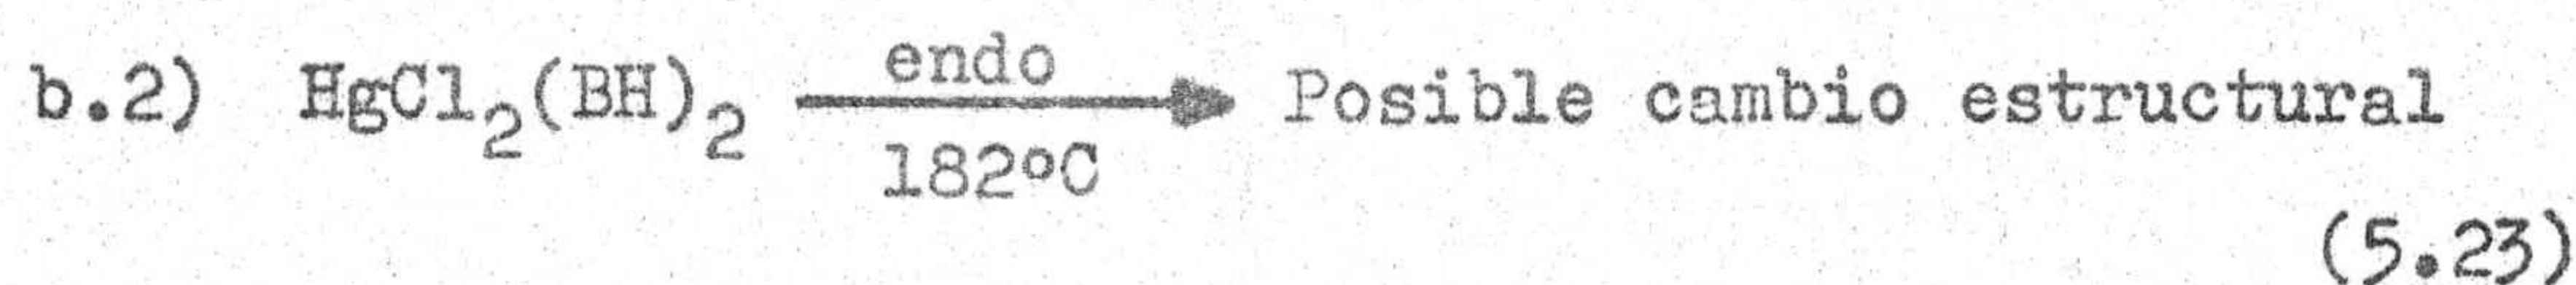 b.2) HgCl2(BH)2 endo 182ºC Posible cambio estructural
(5.23)